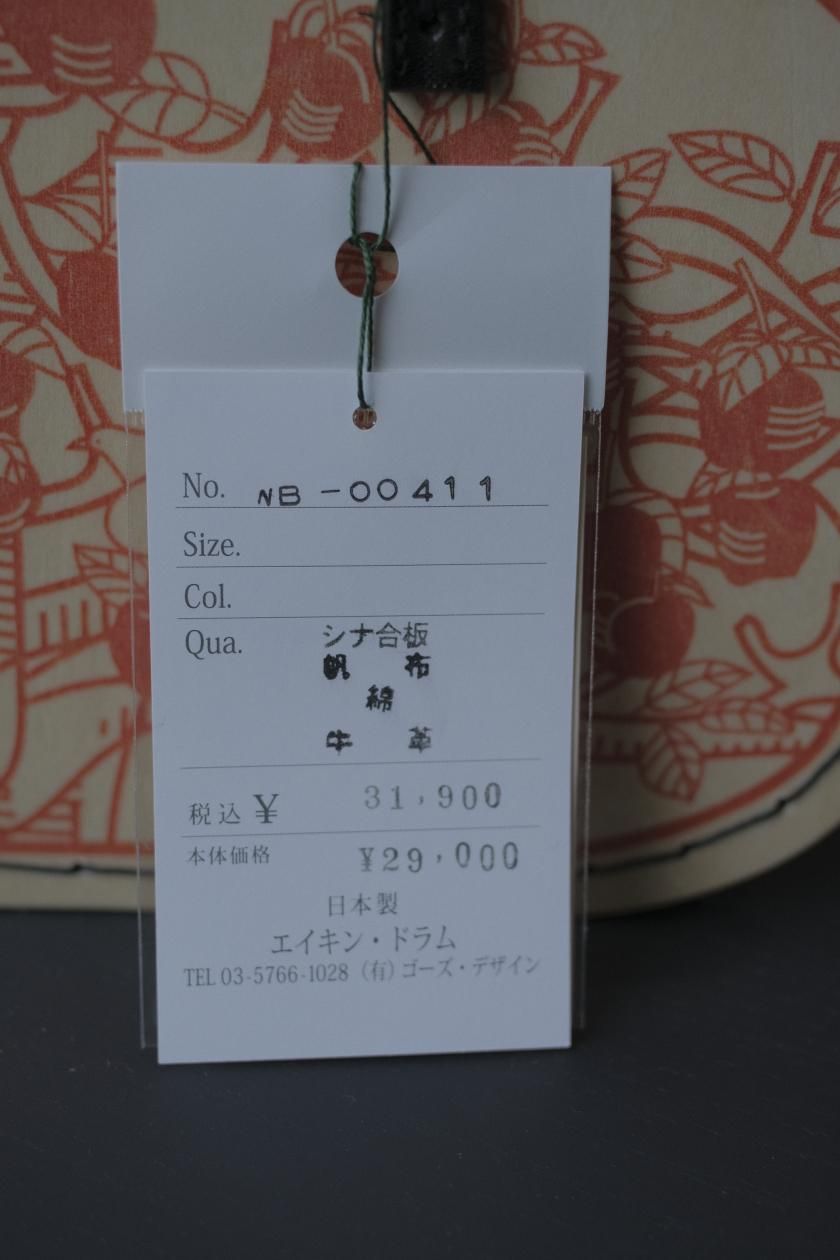 No. NB-00411
Size.
Col.
Qua. シナ合板
帆 布
綿
牛 革
税込 ¥ 31,900
本体価格 ¥29,000
日本製
エイキン・ドラム
TEL 03-5766-1028 (有)ゴーズ・デザイン